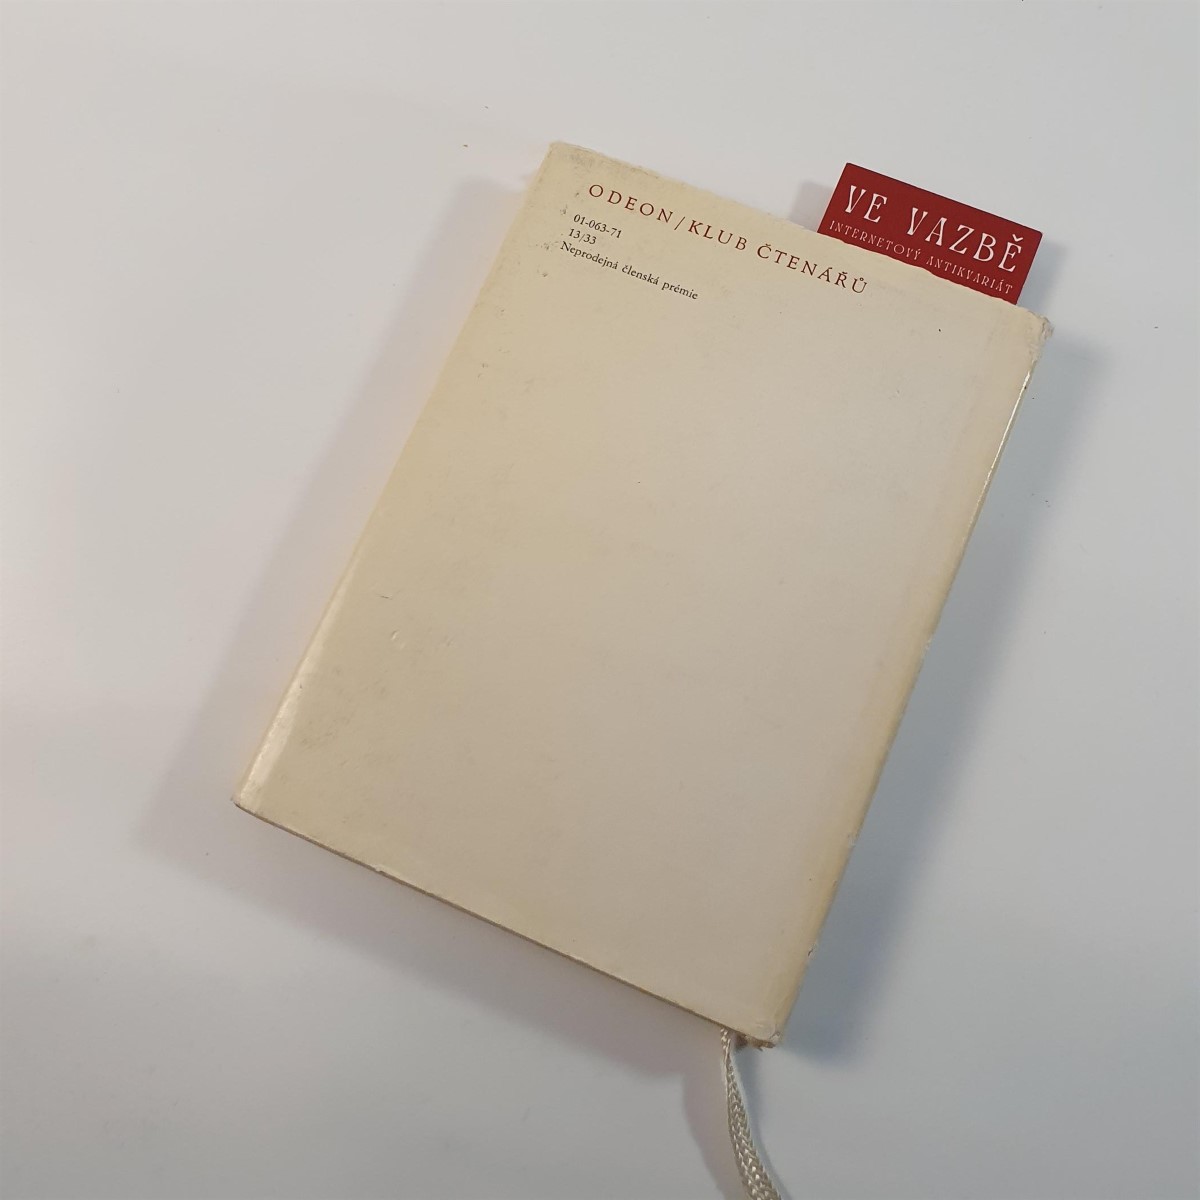 ODEON / KLUB ČTENÁŘŮ
01-063-71
13/33
Neprodejná členská prémie
VE VAZBĚ
INTERNETOVÝ ANTIKVARIÁT